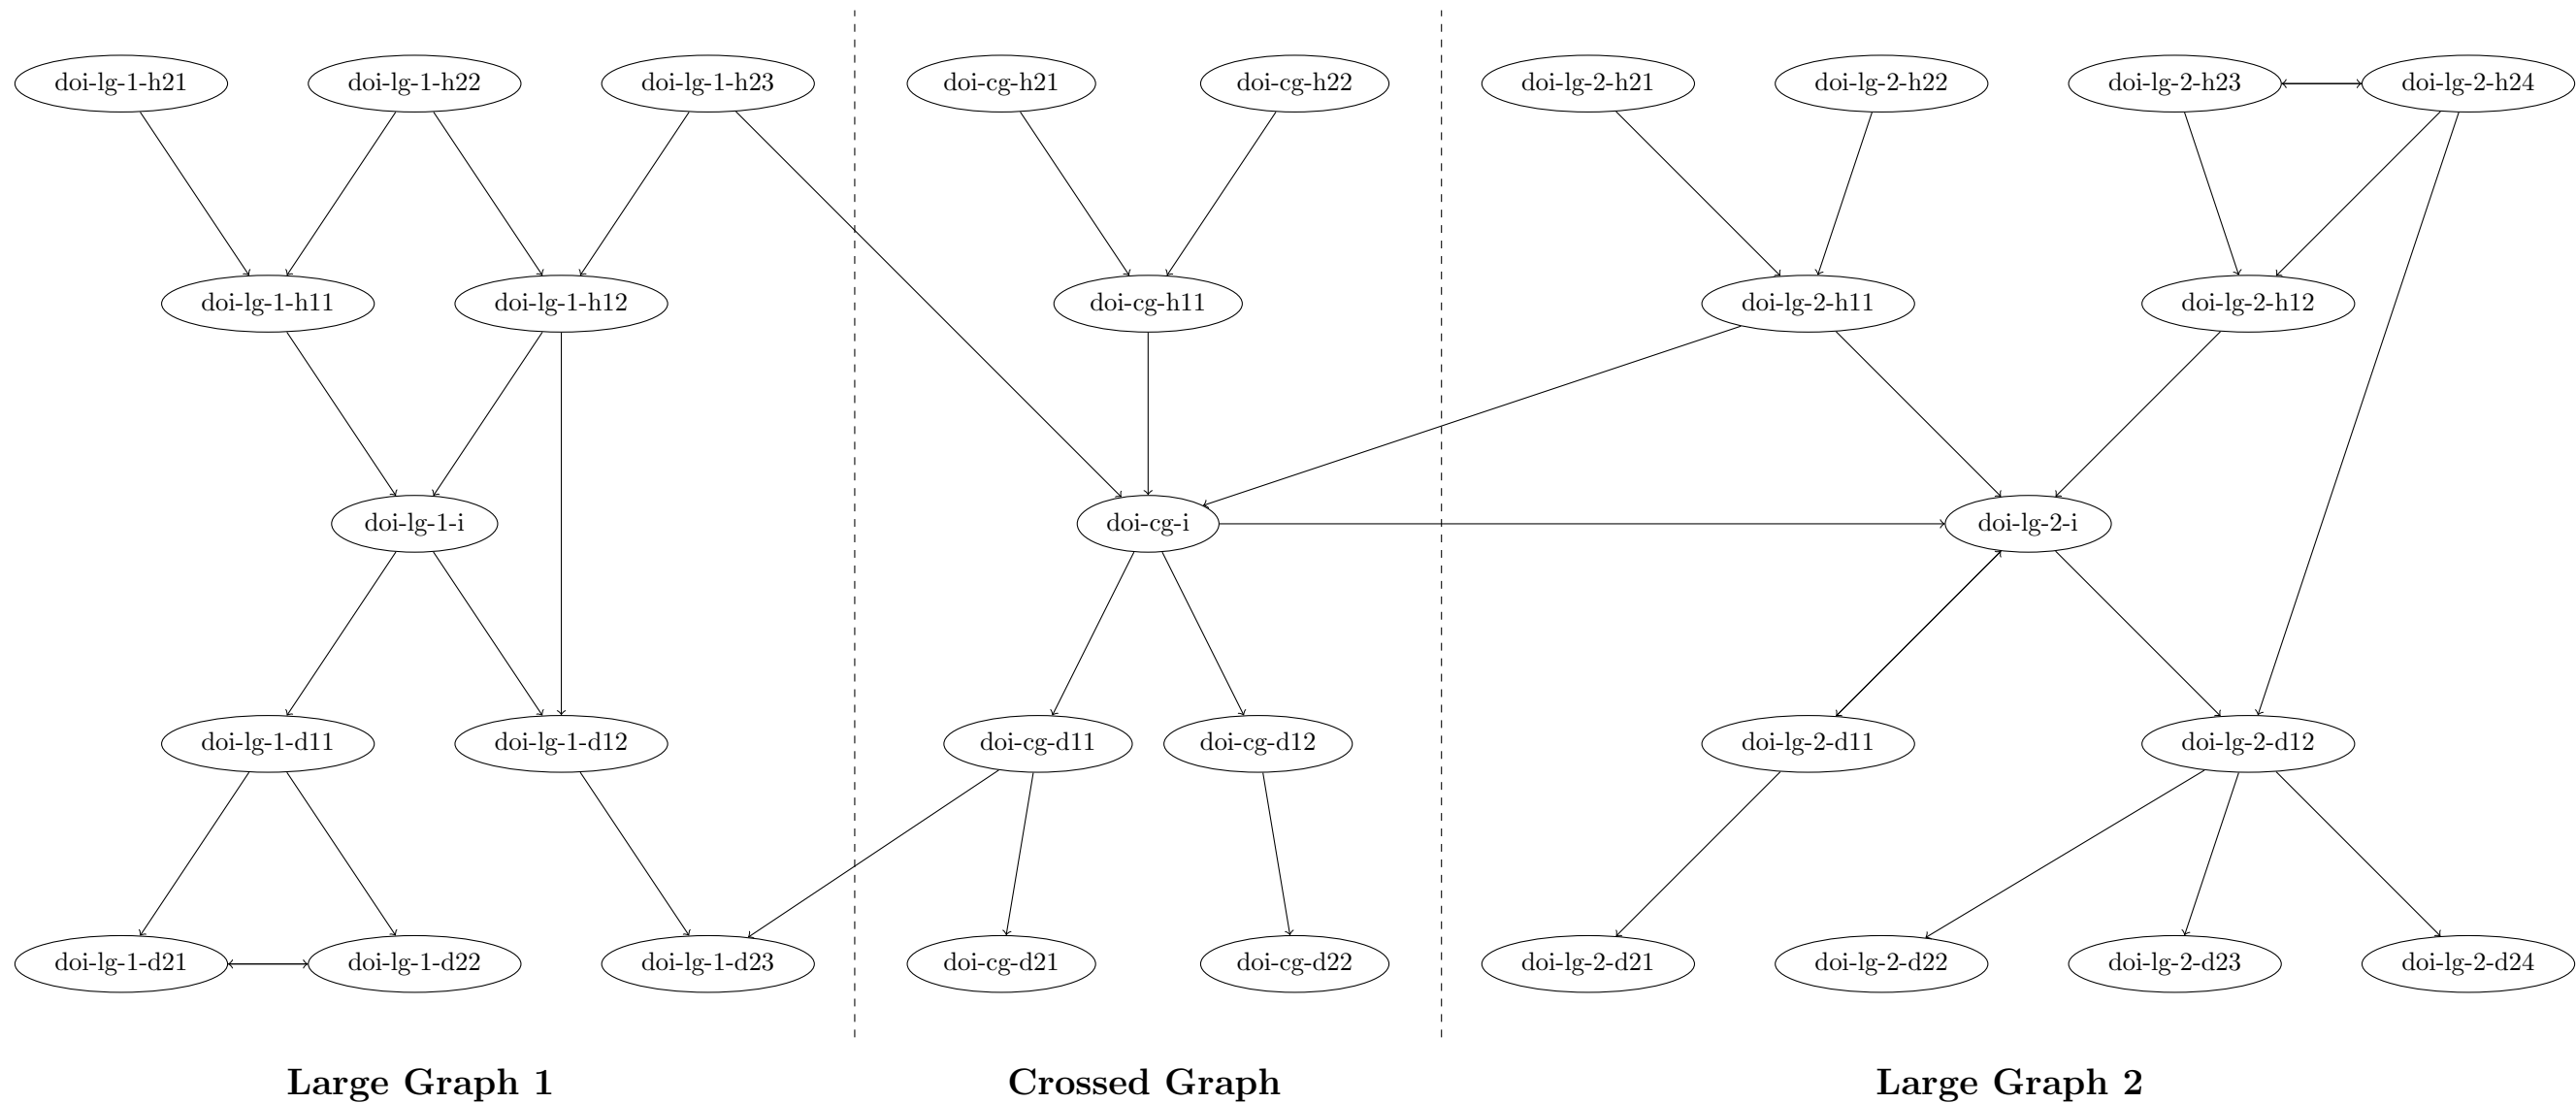 doi-lg-1-h21 doi-lg-1-h22 doi-lg-1-h23 doi-cg-h21 doi-cg-h22 doi-lg-2-h21 doi-lg-2-h22 doi-lg-2-h23 doi-lg-2-h24
doi-lg-1-h11 doi-lg-1-h12 doi-cg-h11 doi-lg-2-h11 doi-lg-2-h12
doi-lg-1-i doi-cg-i doi-lg-2-i
doi-lg-1-d11 doi-lg-1-d12 doi-cg-d11 doi-cg-d12 doi-lg-2-d11 doi-lg-2-d12
doi-lg-1-d21 doi-lg-1-d22 doi-lg-1-d23 doi-cg-d21 doi-cg-d22 doi-lg-2-d21 doi-lg-2-d22 doi-lg-2-d23 doi-lg-2-d24
Large Graph 1 Crossed Graph Large Graph 2